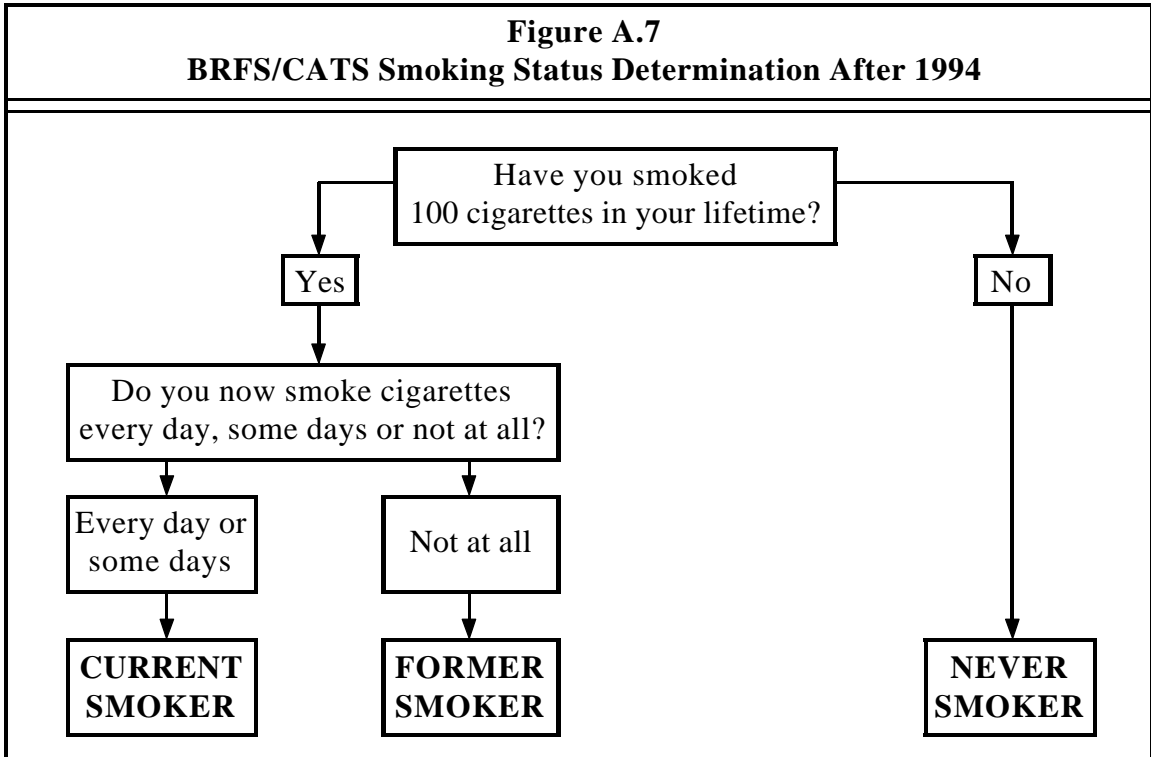 Figure A.7
BRFS/CATS Smoking Status Determination After 1994
Have you smoked
100 cigarettes in your lifetime?
Yes
No
Do you now smoke cigarettes
every day, some days or not at all?
Every day or
some days
Not at all
CURRENT
SMOKER
FORMER
SMOKER
NEVER
SMOKER